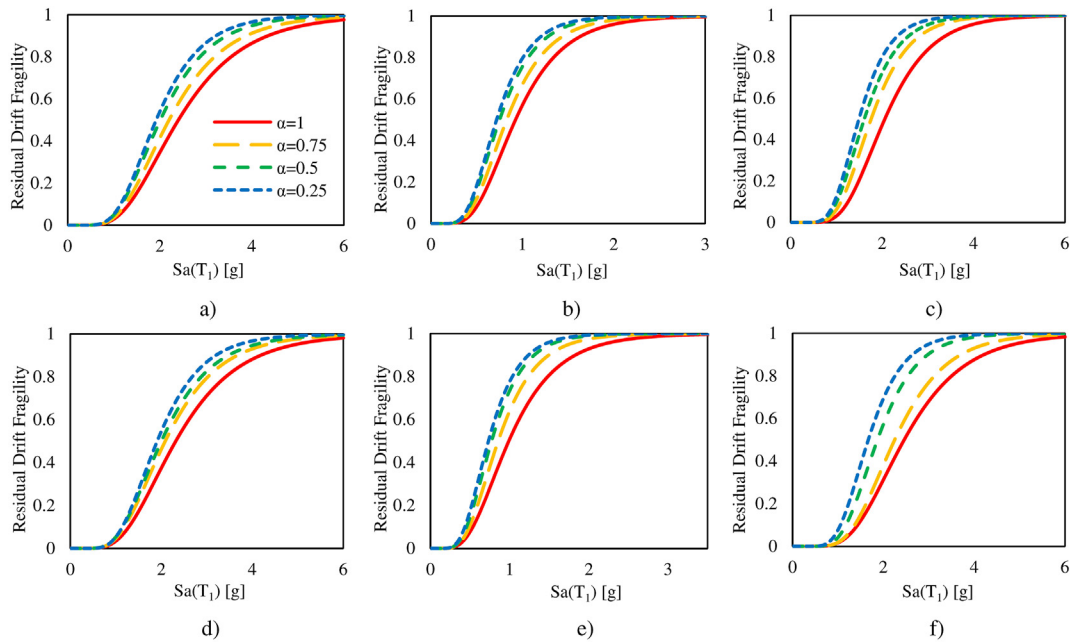 Residual Drift Fragility
1
0.8
0.6
0.4
0.2
0
α=1
α=0.75
α=0.5
α=0.25
0 2 4 6
Sa(T1) [g]
a)
Residual Drift Fragility
1
0.8
0.6
0.4
0.2
0
0 1 2 3
Sa(T1) [g]
b)
Residual Drift Fragility
1
0.8
0.6
0.4
0.2
0
0 2 4 6
Sa(T1) [g]
c)
Residual Drift Fragility
1
0.8
0.6
0.4
0.2
0
0 2 4 6
Sa(T1) [g]
d)
Residual Drift Fragility
1
0.8
0.6
0.4
0.2
0
0 1 2 3
Sa(T1) [g]
e)
Residual Drift Fragility
1
0.8
0.6
0.4
0.2
0
0 2 4 6
Sa(T1) [g]
f)